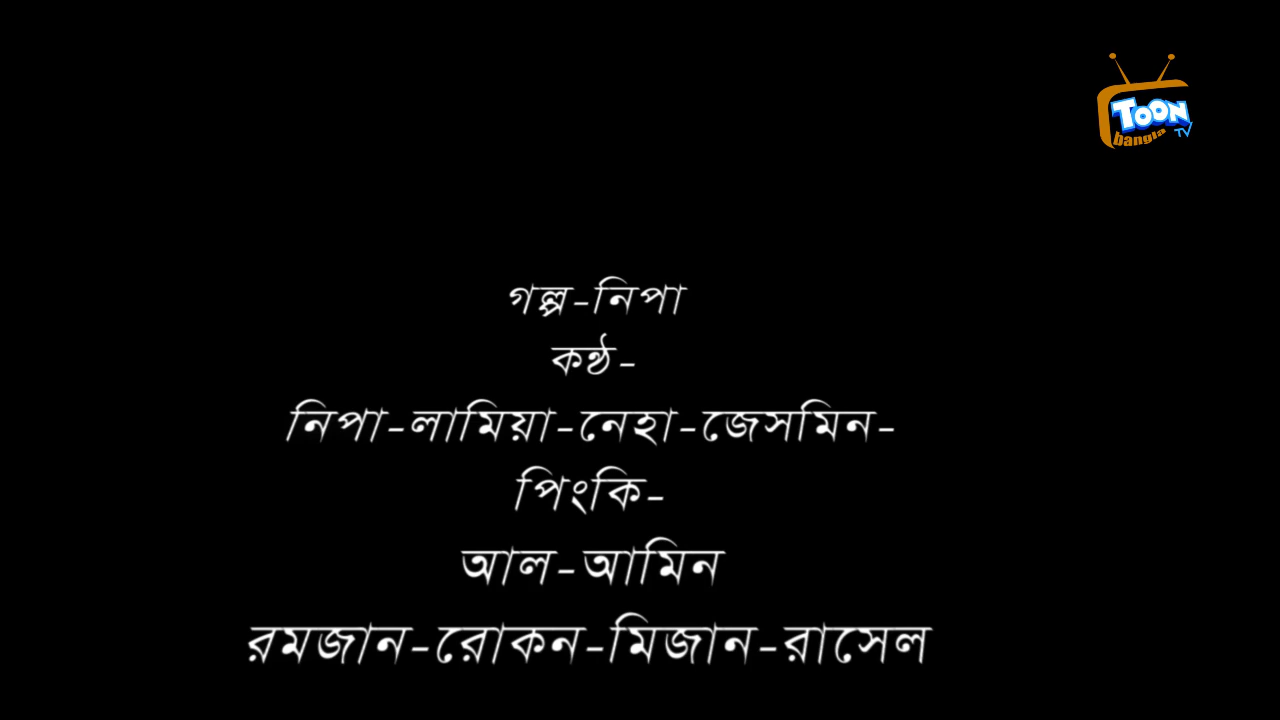 TOON
bangla TV
গল্প-নিপা
কন্ঠ-
নিপা-লামিয়া-নেহা-জেসমিন-
পিংকি-
আল-আমিন
রমজান-রোকন-মিজান-রাসেল